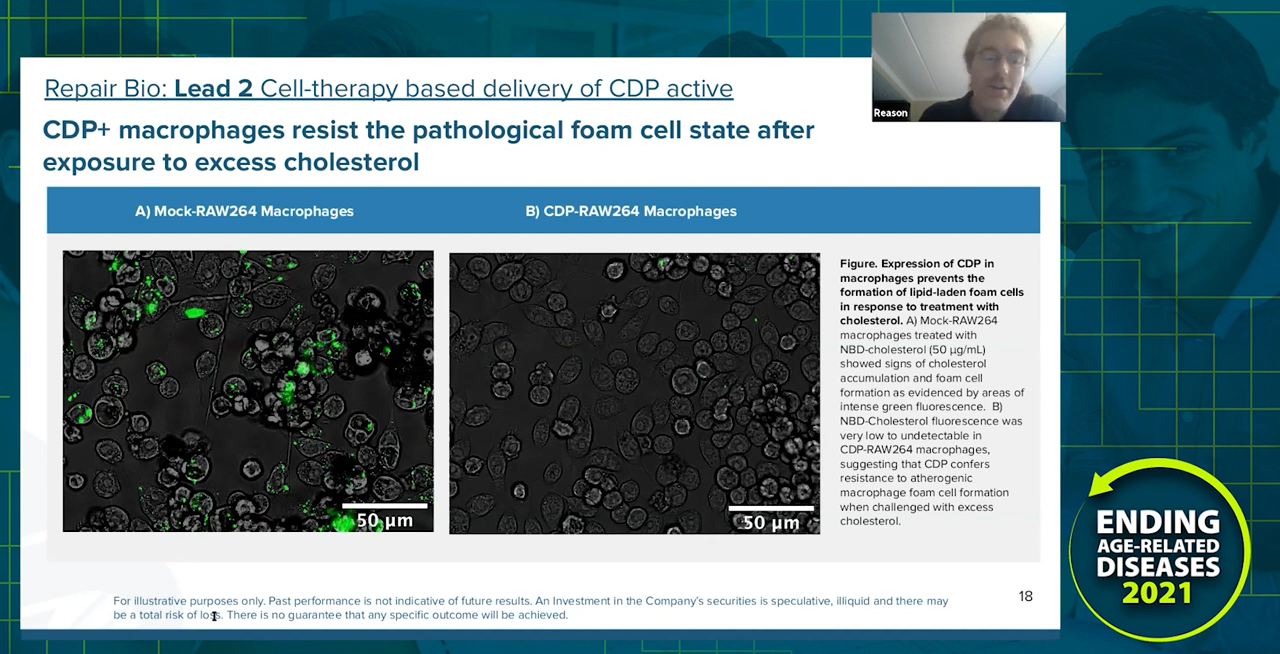 Repair Bio: Lead 2 Cell-therapy based delivery of CDP active
CDP+ macrophages resist the pathological foam cell state after
exposure to excess cholesterol
Reason
A) Mock-RAW264 Macrophages
B) CDP-RAW264 Macrophages
50 µm
50 µm
Figure. Expression of CDP in
macrophages prevents the
formation of lipid-laden foam cells
in response to treatment with
cholesterol. A) Mock-RAW264
macrophages treated with
NBD-cholesterol (50 µg/mL)
showed signs of cholesterol
accumulation and foam cell
formation as evidenced by areas of
intense green fluorescence. B)
NBD-Cholesterol fluorescence was
very low to undetectable in
CDP-RAW264 macrophages,
suggesting that CDP confers
resistance to atherogenic
macrophage foam cell formation
when challenged with excess
cholesterol.
For illustrative purposes only. Past performance is not indicative of future results. An Investment in the Company's securities is speculative, illiquid and there may
be a total risk of loss. There is no guarantee that any specific outcome will be achieved.
18
ENDING
AGE-RELATED
DISEASES
2021